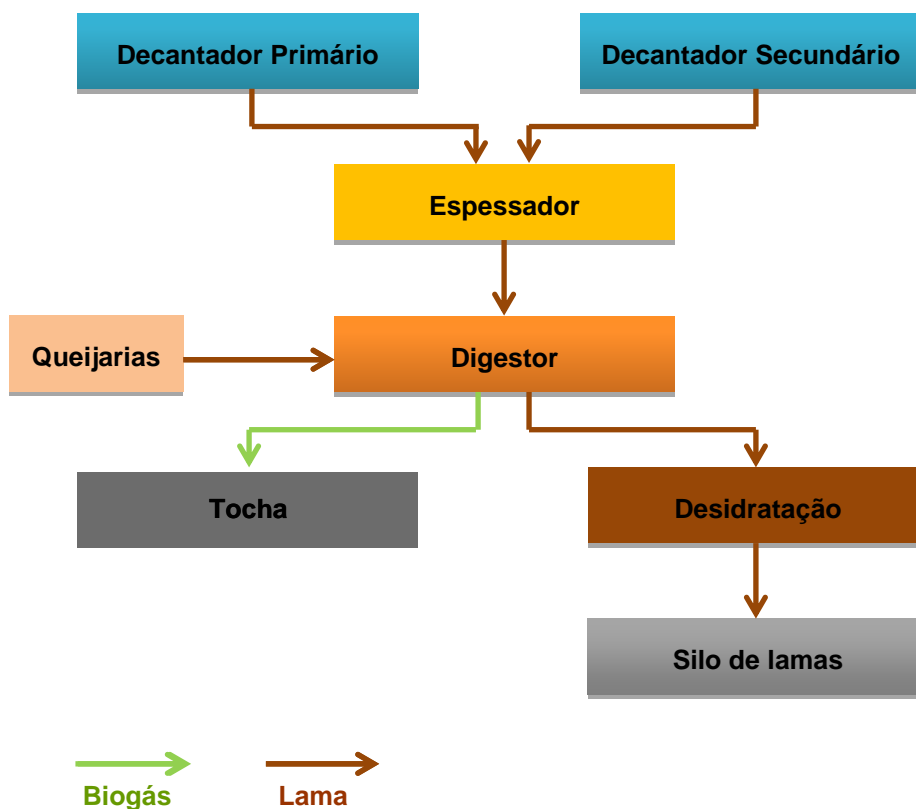 Decantador Primário
Decantador Secundário
Espessador
Queijarias
Digestor
Tocha
Desidratação
Silo de lamas
Biogás
Lama